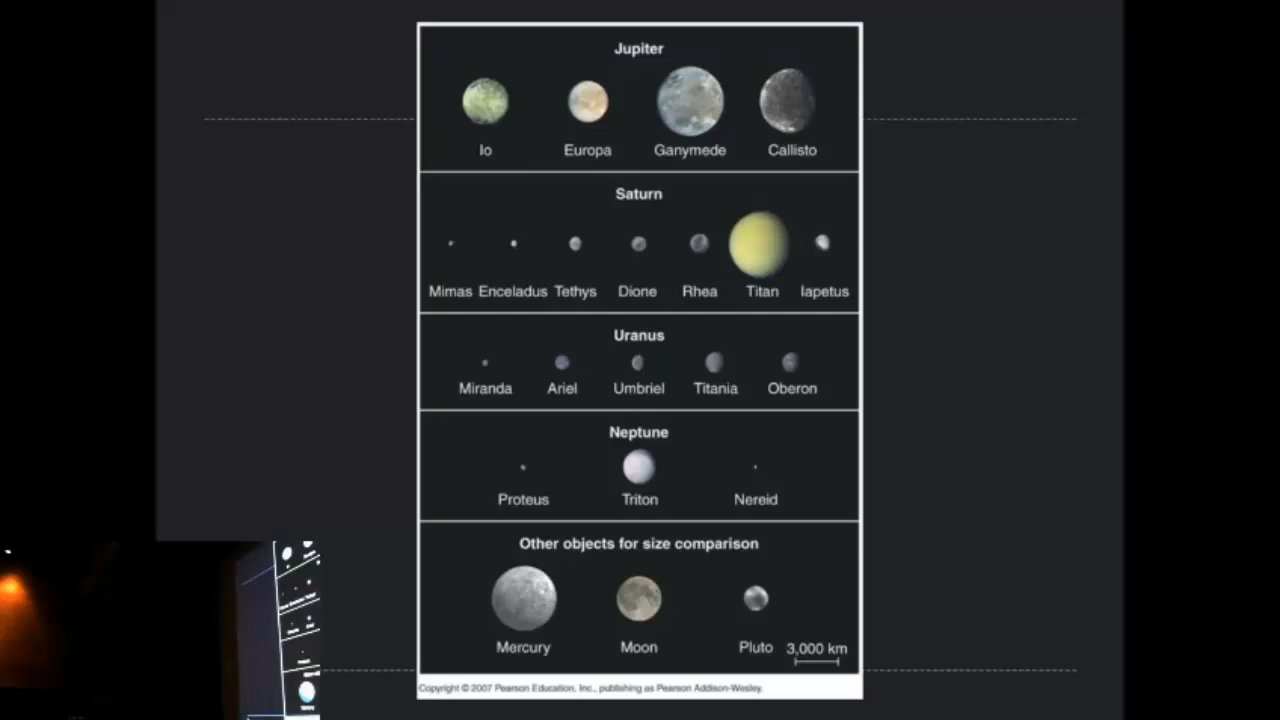 Jupiter
Io Europa Ganymede Callisto
Saturn
Mimas Enceladus Tethys Dione Rhea Titan Iapetus
Uranus
Miranda Ariel Umbriel Titania Oberon
Neptune
Proteus Triton Nereid
Other objects for size comparison
Mercury Moon Pluto 3,000 km
Copyright © 2007 Pearson Education, Inc., publishing as Pearson Addison-Wesley.